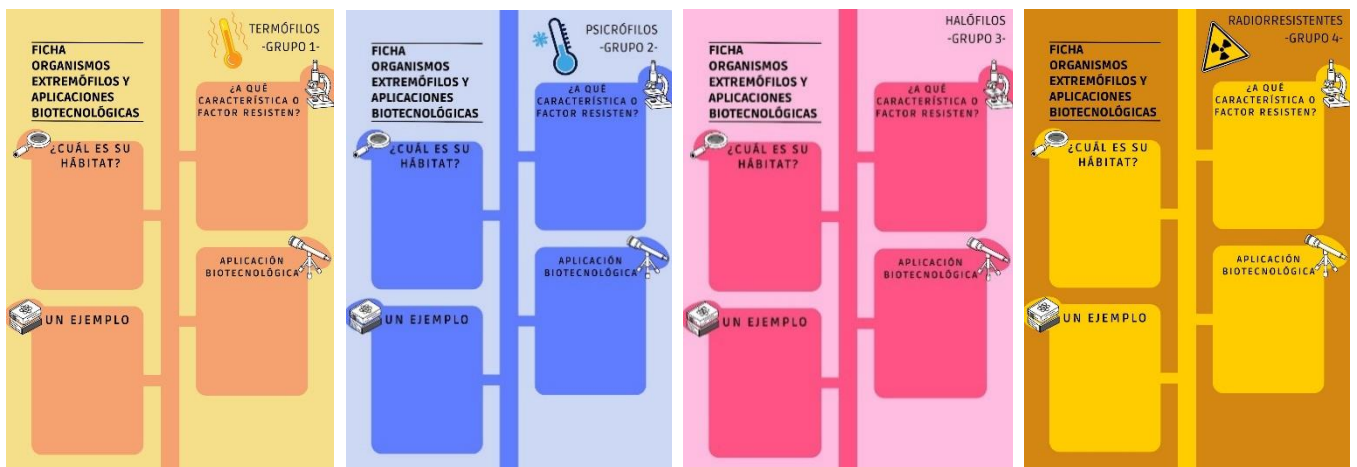 TERMÓFILOS
-GRUPO 1-
FICHA
ORGANISMOS
EXTREMÓFILOS Y
APLICACIONES
BIOTECNOLÓGICAS
¿A QUÉ
CARACTERÍSTICA O
FACTOR RESISTEN?
¿CUÁL ES SU
HÁBITAT?
APLICACIÓN
BIOTECNOLÓGICA
UN EJEMPLO
PSICRÓFILOS
-GRUPO 2-
FICHA
ORGANISMOS
EXTREMÓFILOS Y
APLICACIONES
BIOTECNOLÓGICAS
¿A QUÉ
CARACTERÍSTICA O
FACTOR RESISTEN?
¿CUÁL ES SU
HÁBITAT?
APLICACIÓN
BIOTECNOLÓGICA
UN EJEMPLO
HALÓFILOS
-GRUPO 3-
FICHA
ORGANISMOS
EXTREMÓFILOS Y
APLICACIONES
BIOTECNOLÓGICAS
¿A QUÉ
CARACTERÍSTICA O
FACTOR RESISTEN?
¿CUÁL ES SU
HÁBITAT?
APLICACIÓN
BIOTECNOLÓGICA
UN EJEMPLO
RADIORRESISTENTES
-GRUPO 4-
FICHA
ORGANISMOS
EXTREMÓFILOS Y
APLICACIONES
BIOTECNOLÓGICAS
¿A QUÉ
CARACTERÍSTICA O
FACTOR RESISTEN?
¿CUÁL ES SU
HÁBITAT?
APLICACIÓN
BIOTECNOLÓGICA
UN EJEMPLO